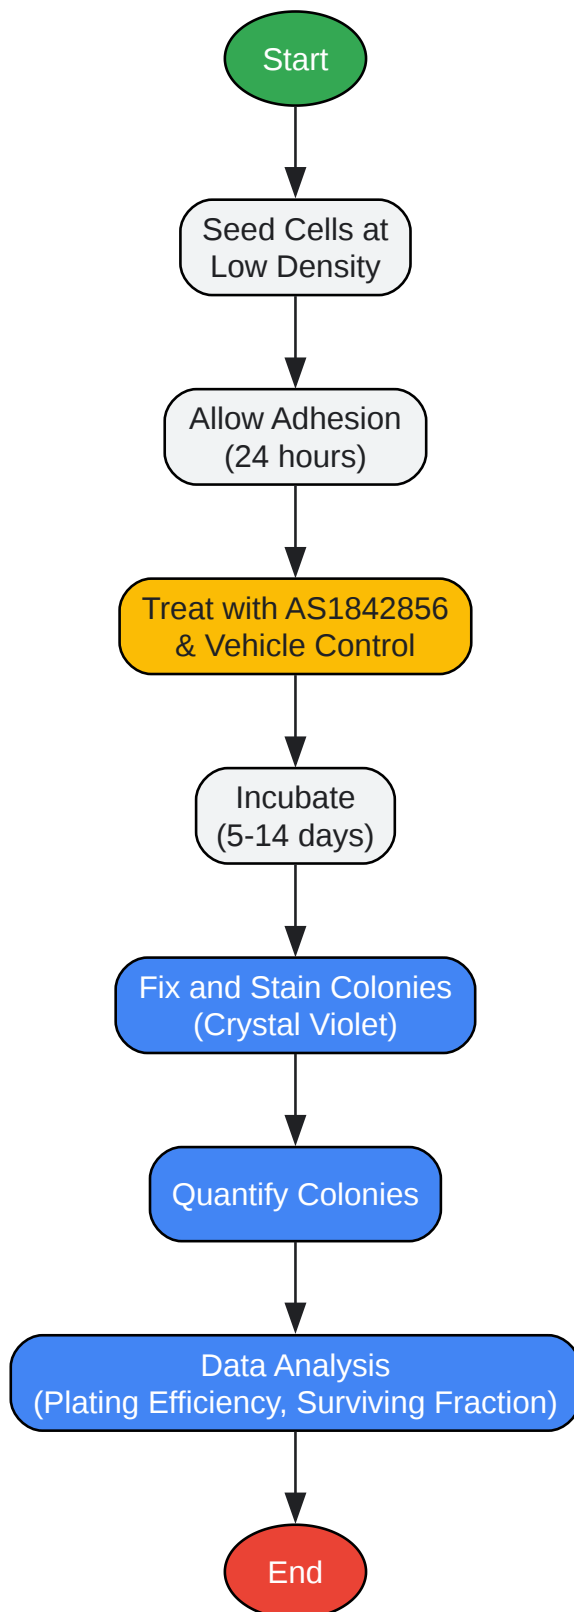 Start
Seed Cells at
Low Density
Allow Adhesion
(24 hours)
Treat with AS1842856
& Vehicle Control
Incubate
(5-14 days)
Fix and Stain Colonies
(Crystal Violet)
Quantify Colonies
Data Analysis
(Plating Efficiency, Surviving Fraction)
End